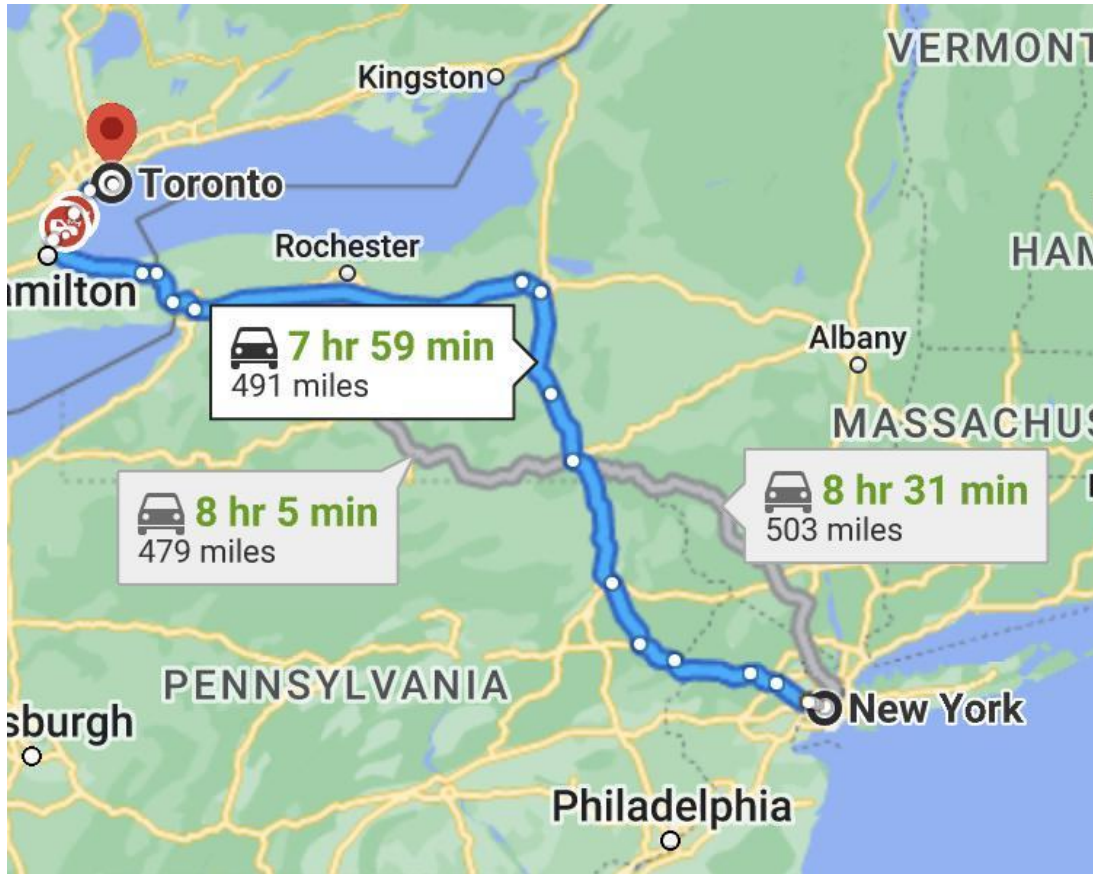 VERMONT
Kingston
Toronto
Rochester
HAM
amilton
7 hr 59 min
491 miles
Albany
MASSACHUS
8 hr 5 min
479 miles
8 hr 31 min
503 miles
PENNSYLVANIA
New York
sburgh
Philadelphia